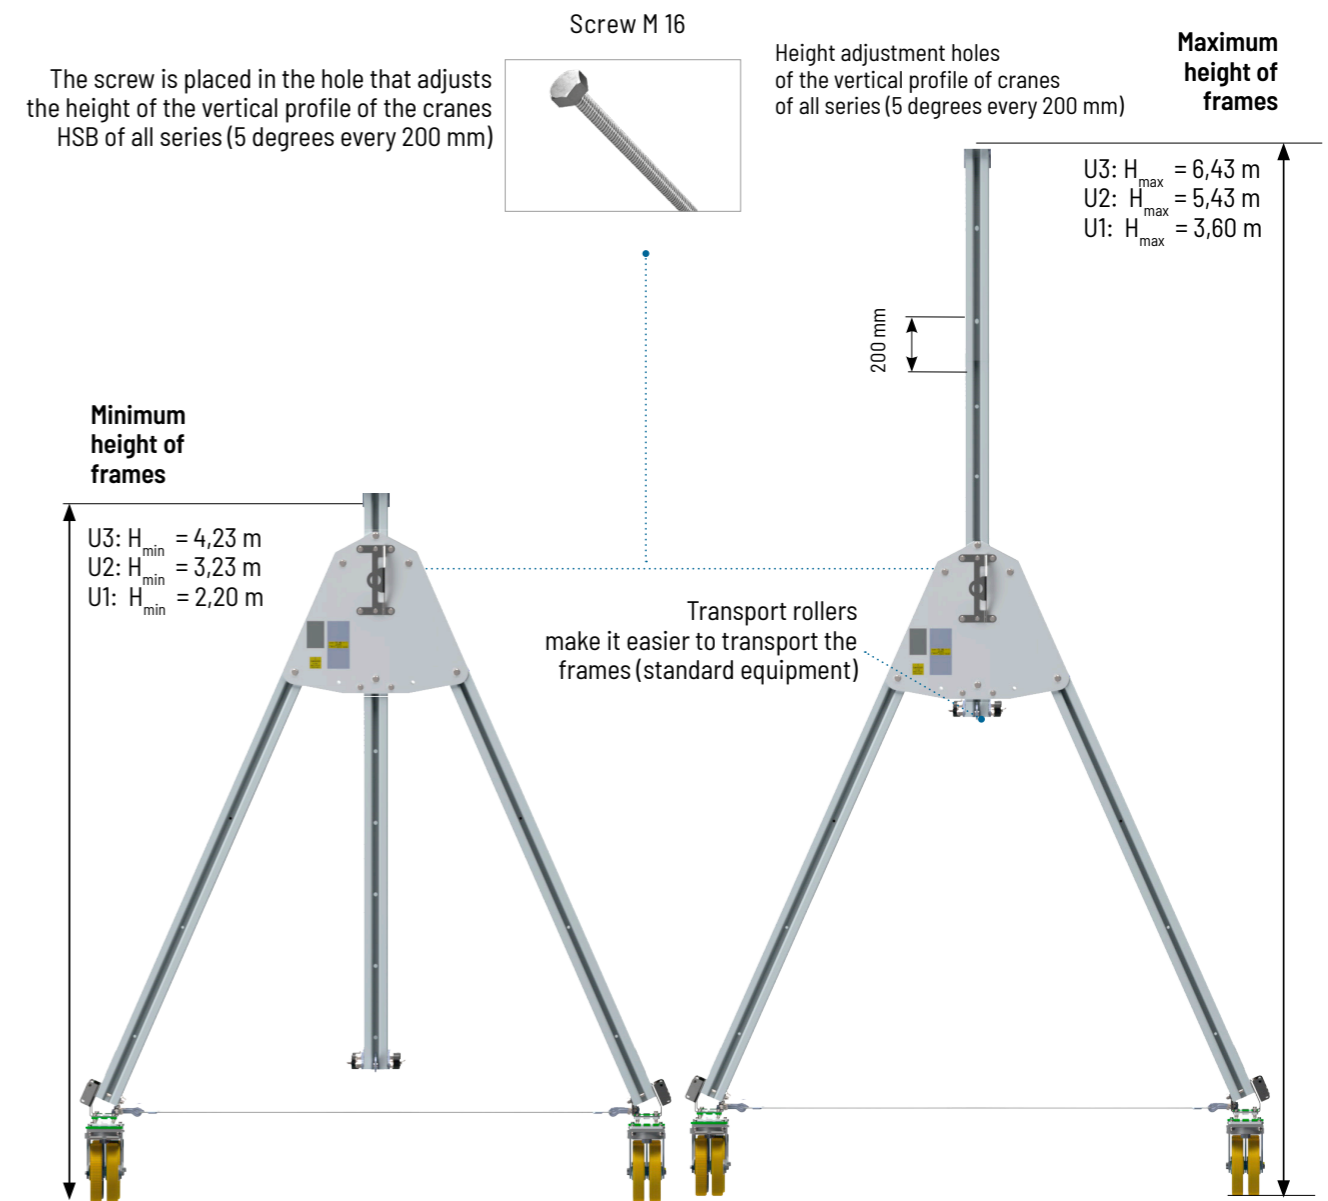 Screw M 16
The screw is placed in the hole that adjusts
the height of the vertical profile of the cranes
HSB of all series (5 degrees every 200 mm)
Height adjustment holes
of the vertical profile of cranes
of all series (5 degrees every 200 mm)
Maximum
height of
frames
U3: Hmax = 6,43 m
U2: Hmax = 5,43 m
U1: Hmax = 3,60 m
200 mm
Minimum
height of
frames
U3: Hmin = 4,23 m
U2: Hmin = 3,23 m
U1: Hmin = 2,20 m
Transport rollers
make it easier to transport the
frames (standard equipment)